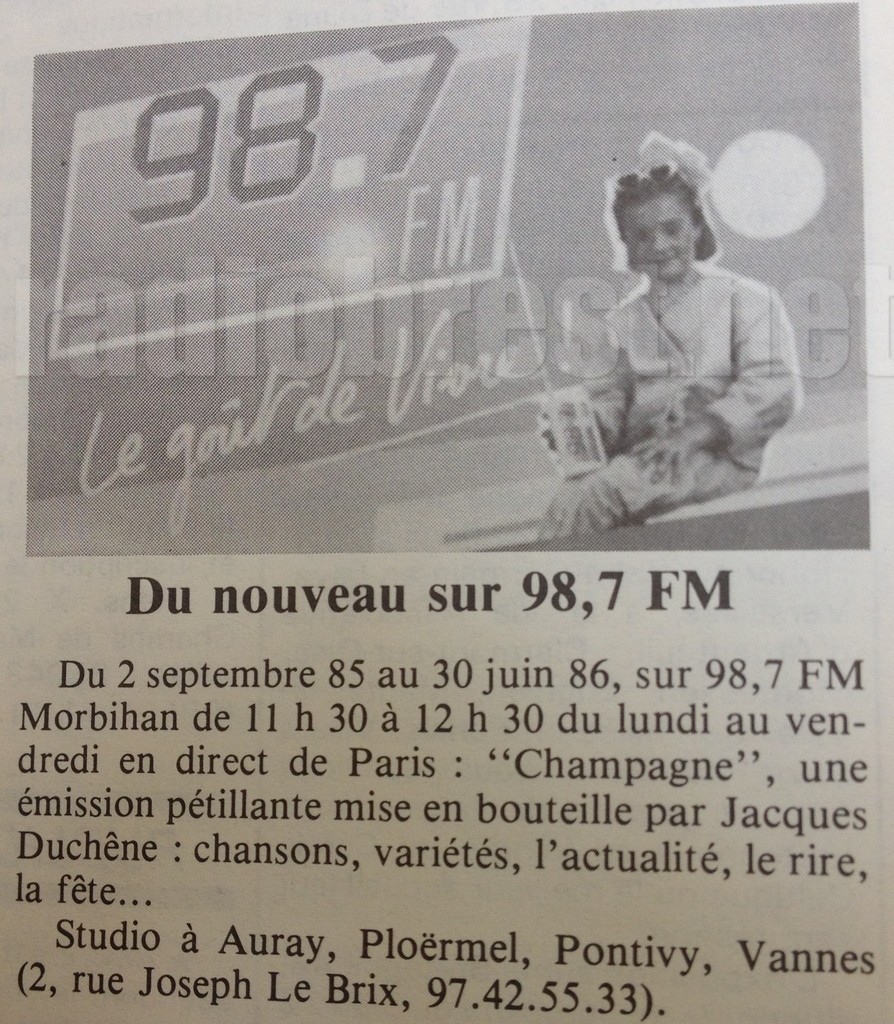 98.7
FM
Le goût de Vivre
radiobrest.net
Du nouveau sur 98,7 FM
Du 2 septembre 85 au 30 juin 86, sur 98,7 FM
Morbihan de 11 h 30 à 12 h 30 du lundi au ven-
dredi en direct de Paris : “Champagne”, une
émission pétillante mise en bouteille par Jacques
Duchêne : chansons, variétés, l’actualité, le rire,
la fête...
Studio à Auray, Ploërmel, Pontivy, Vannes
(2, rue Joseph Le Brix, 97.42.55.33).